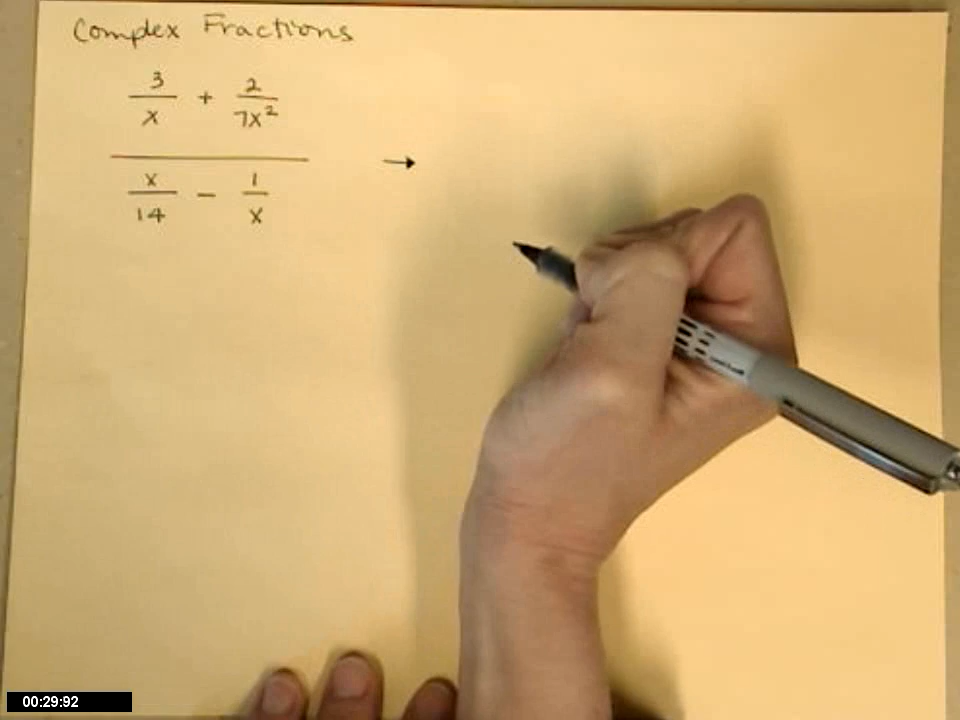 Complex Fractions
3/x + 2/7x²
→
x/14 - 1/x
00:29:92